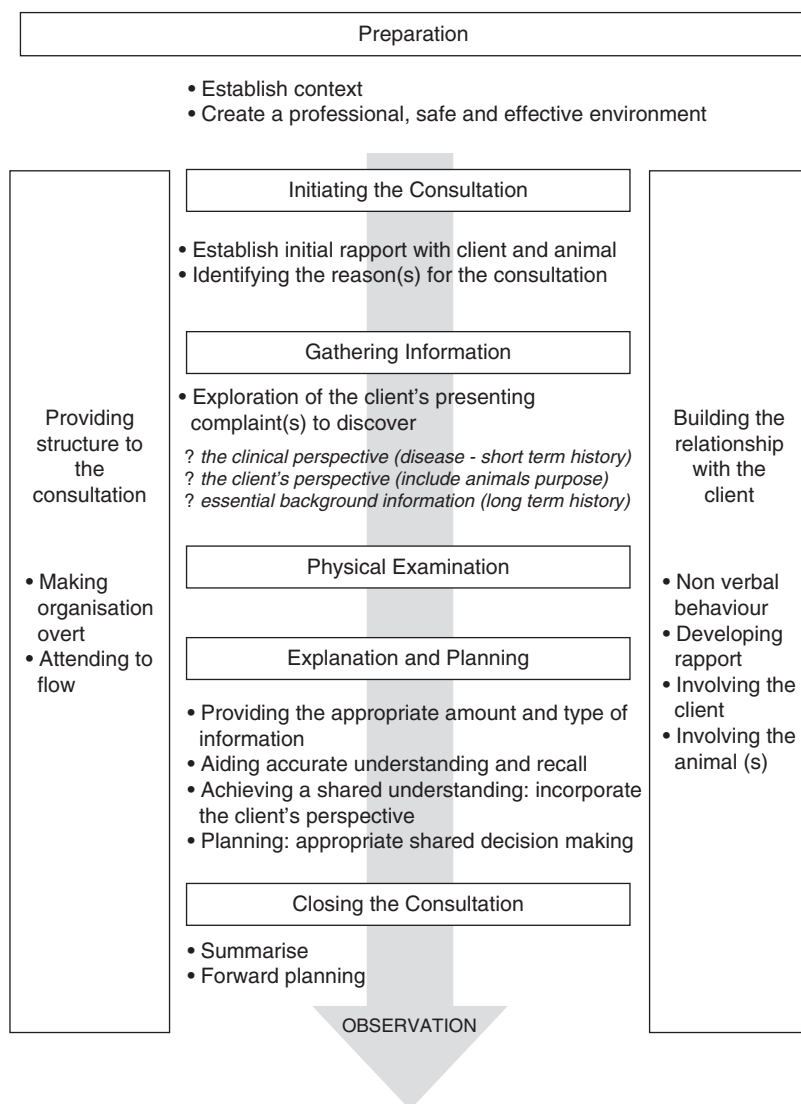 Preparation
• Establish context
• Create a professional, safe and effective environment
Initiating the Consultation
• Establish initial rapport with client and animal
• Identifying the reason(s) for the consultation
Gathering Information
• Exploration of the client's presenting
complaint(s) to discover
? the clinical perspective (disease - short term history)
? the client's perspective (include animals purpose)
? essential background information (long term history)
Providing
structure to
the
consultation
• Making
organisation
overt
• Attending to
flow
Physical Examination
Explanation and Planning
• Providing the appropriate amount and type of
information
• Aiding accurate understanding and recall
• Achieving a shared understanding: incorporate
the client's perspective
• Planning: appropriate shared decision making
Closing the Consultation
• Summarise
• Forward planning
OBSERVATION
Building the
relationship
with the
client
• Non verbal
behaviour
• Developing
rapport
• Involving the
client
• Involving the
animal (s)